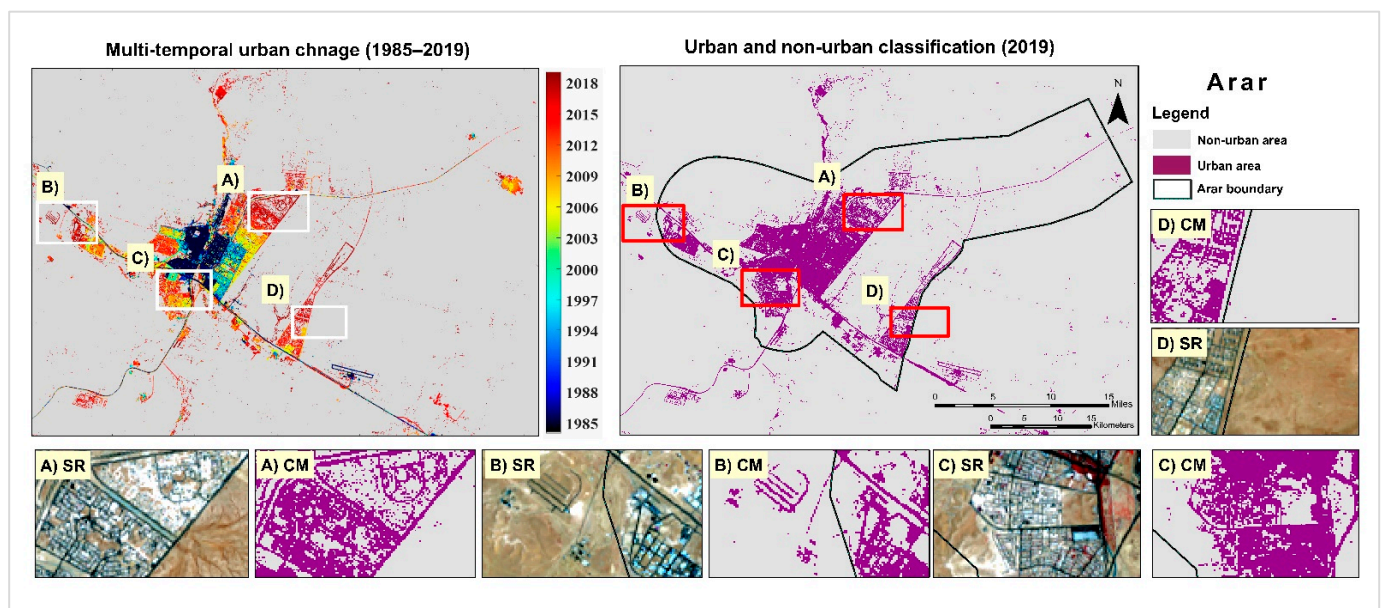 Multi-temporal urban chnage (1985–2019)
Urban and non-urban classification (2019)
A)
B)
C)
D)
2018
2015
2012
2009
2006
2003
2000
1997
1994
1991
1988
1985
N
A)
B)
C)
D)
0 5 10 15
Miles
0 5 10 15
Kilometers
Arar
Legend
Non-urban area
Urban area
Arar boundary
D) CM
D) SR
A) SR
A) CM
B) SR
B) CM
C) SR
C) CM